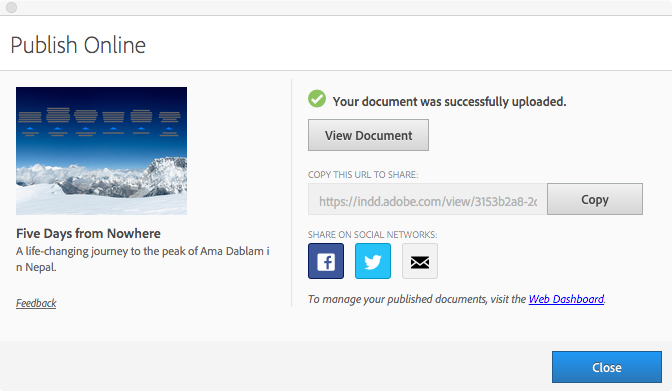 Publish Online
Your document was successfully uploaded.
View Document
COPY THIS URL TO SHARE:
https://indd.adobe.com/view/3153b2a8-2c
Copy
SHARE ON SOCIAL NETWORKS:
To manage your published documents, visit the Web Dashboard.
Five Days from Nowhere
A life-changing journey to the peak of Ama Dablam i
n Nepal.
Feedback
Close